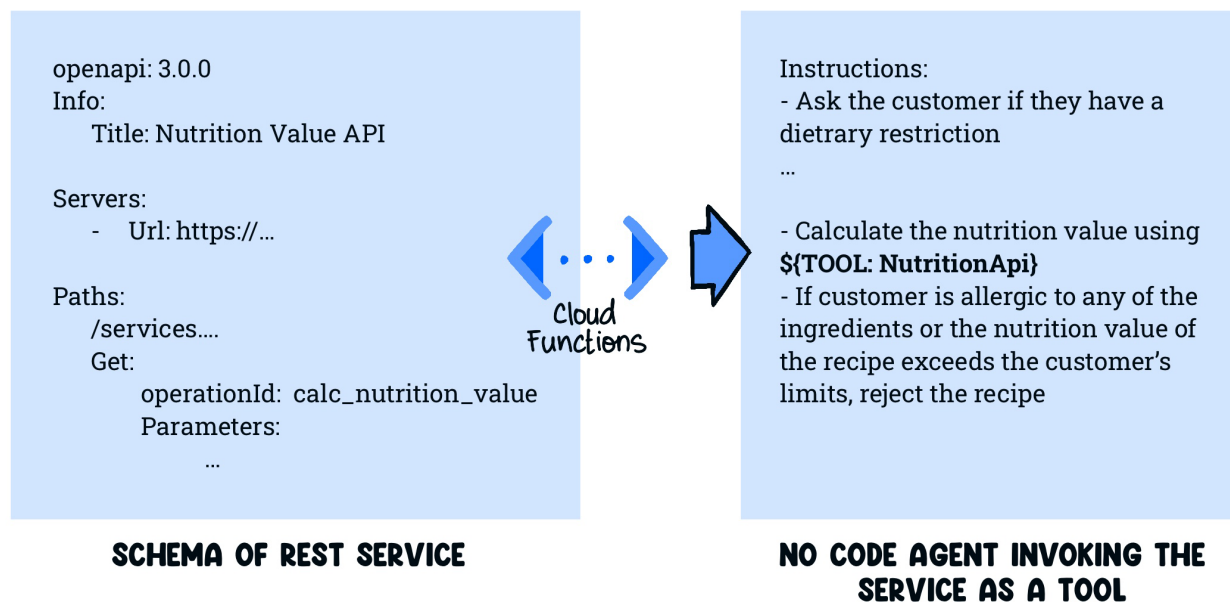 openapi: 3.0.0
Info:
Title: Nutrition Value API
Servers:
- Url: https://...
Paths:
/services....
Get:
operationId: calc_nutrition_value
Parameters:
...
SCHEMA OF REST SERVICE
Cloud
Functions
Instructions:
- Ask the customer if they have a
dietrary restriction
...
- Calculate the nutrition value using
${TOOL: NutritionApi}
- If customer is allergic to any of the
ingredients or the nutrition value of
the recipe exceeds the customer's
limits, reject the recipe
NO CODE AGENT INVOKING THE
SERVICE AS A TOOL